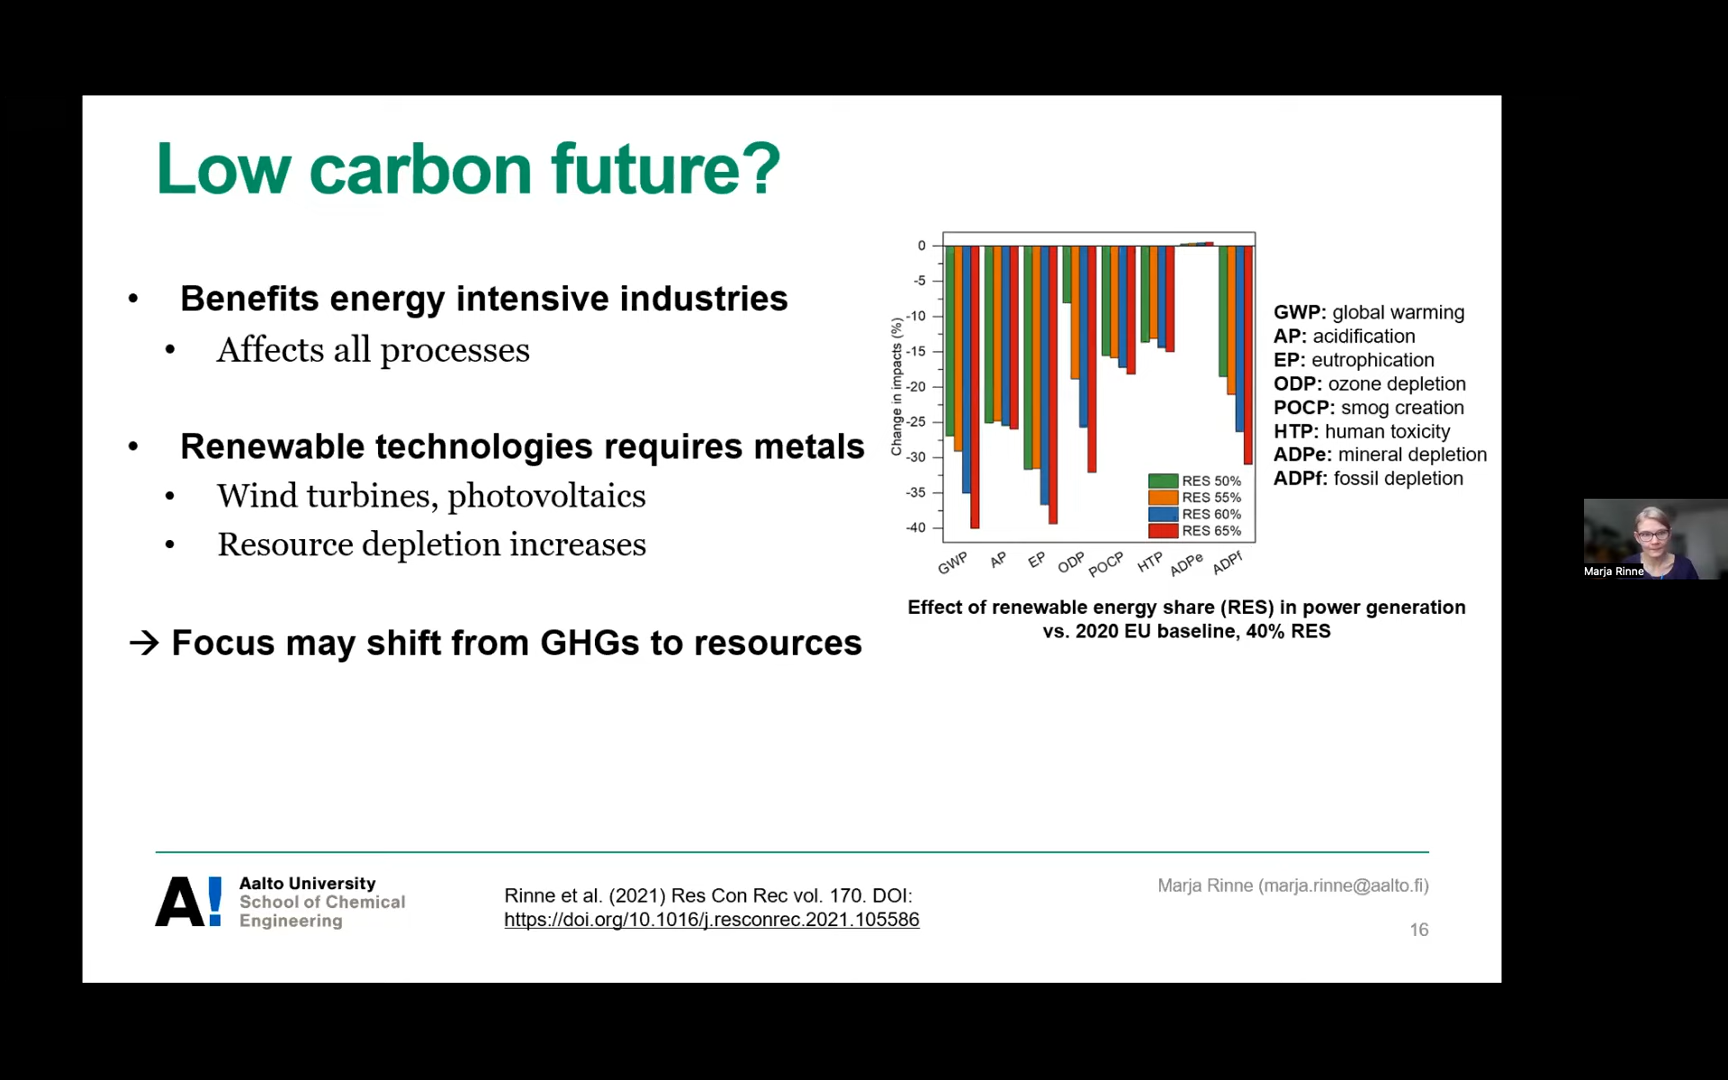 Low carbon future?
• Benefits energy intensive industries
• Affects all processes
• Renewable technologies requires metals
• Wind turbines, photovoltaics
• Resource depletion increases
→ Focus may shift from GHGs to resources
Change in impacts (%)
0
-5
-10
-15
-20
-25
-30
-35
-40
RES 50%
RES 55%
RES 60%
RES 65%
GWP AP EP ODP POCP HTP ADPe ADPf
GWP: global warming
AP: acidification
EP: eutrophication
ODP: ozone depletion
POCP: smog creation
HTP: human toxicity
ADPe: mineral depletion
ADPf: fossil depletion
Effect of renewable energy share (RES) in power generation
vs. 2020 EU baseline, 40% RES
Marja Rinne
A!
Aalto University
School of Chemical
Engineering
Rinne et al. (2021) Res Con Rec vol. 170. DOI:
https://doi.org/10.1016/j.resconrec.2021.105586
Marja Rinne (marja.rinne@aalto.fi)
16